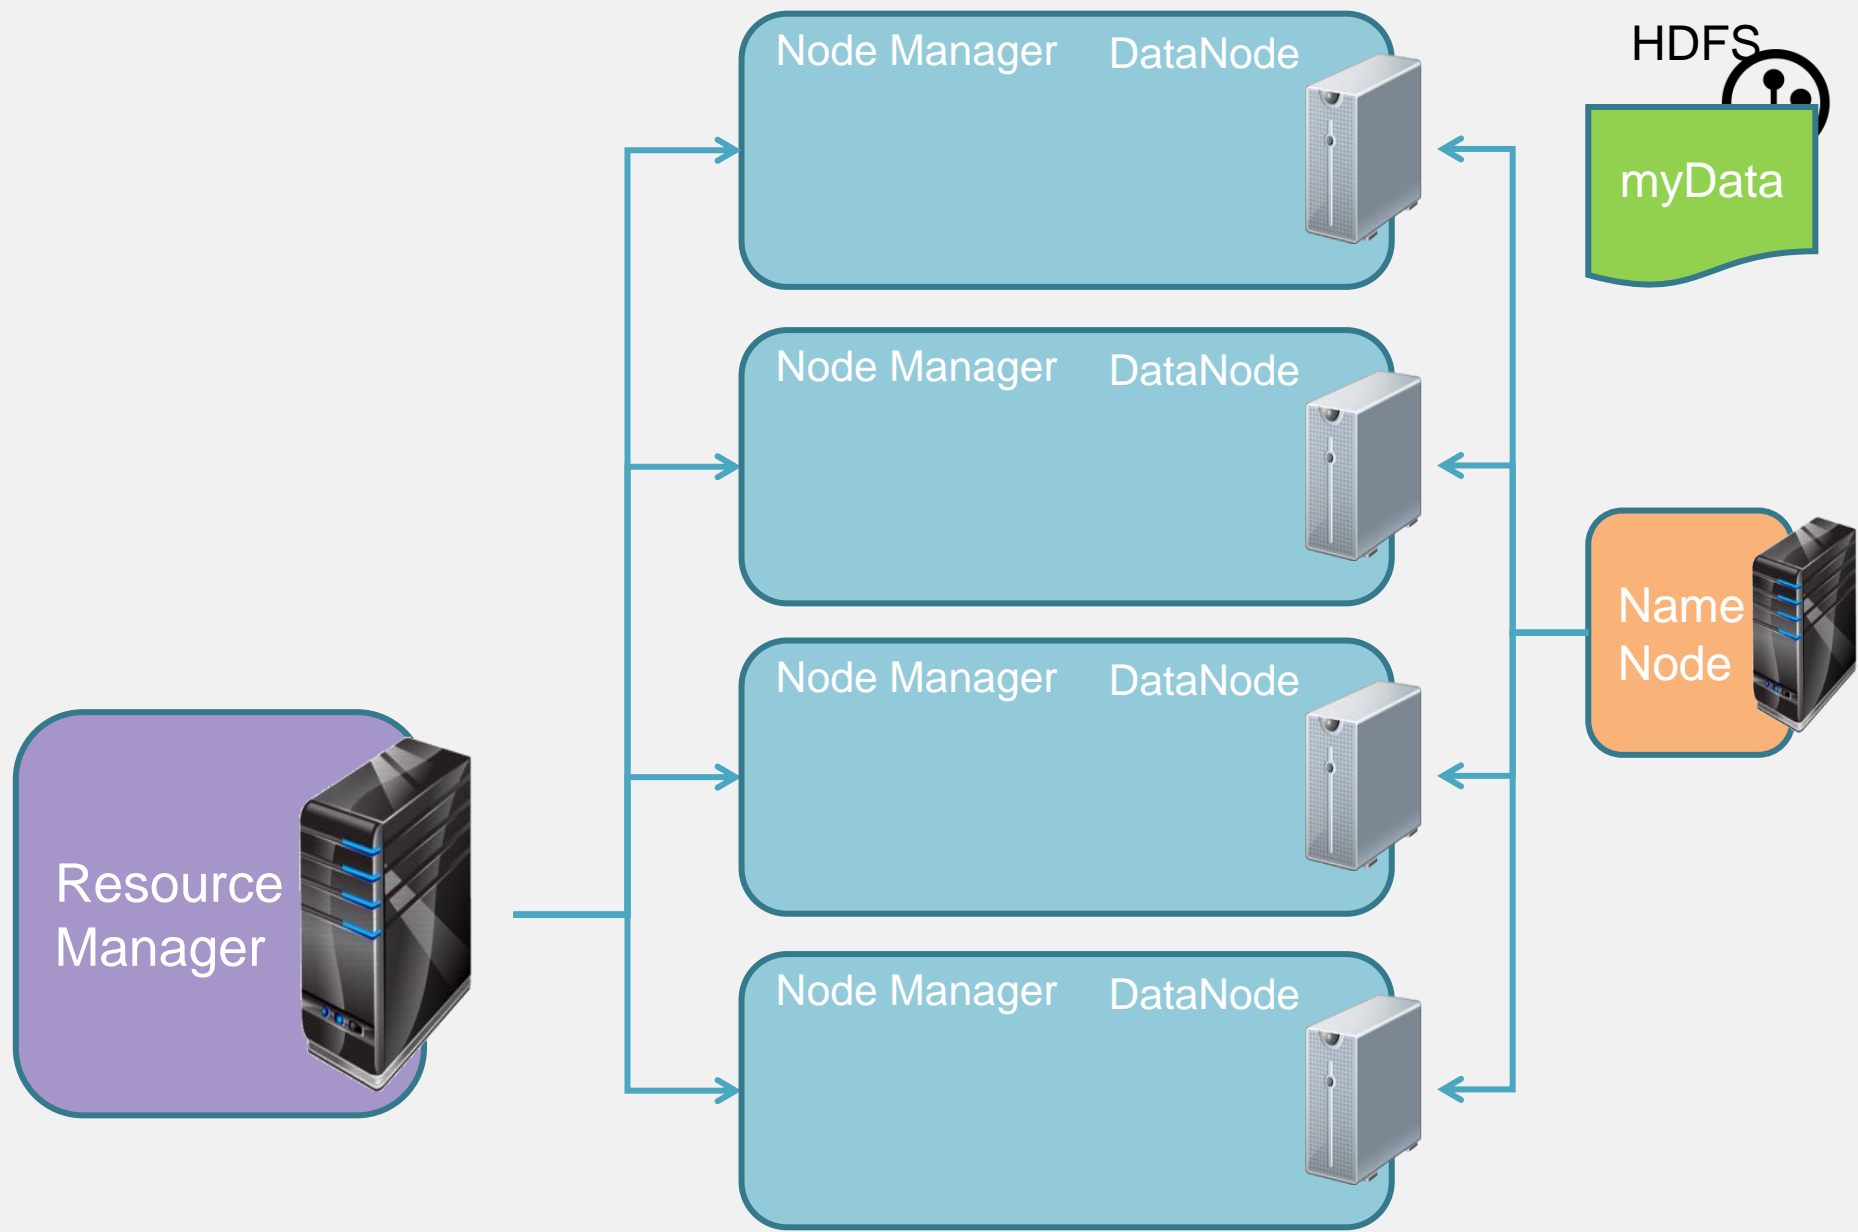 Node Manager DataNode
HDFS
myData
Node Manager DataNode
Name
Node
Node Manager DataNode
Resource
Manager
Node Manager DataNode